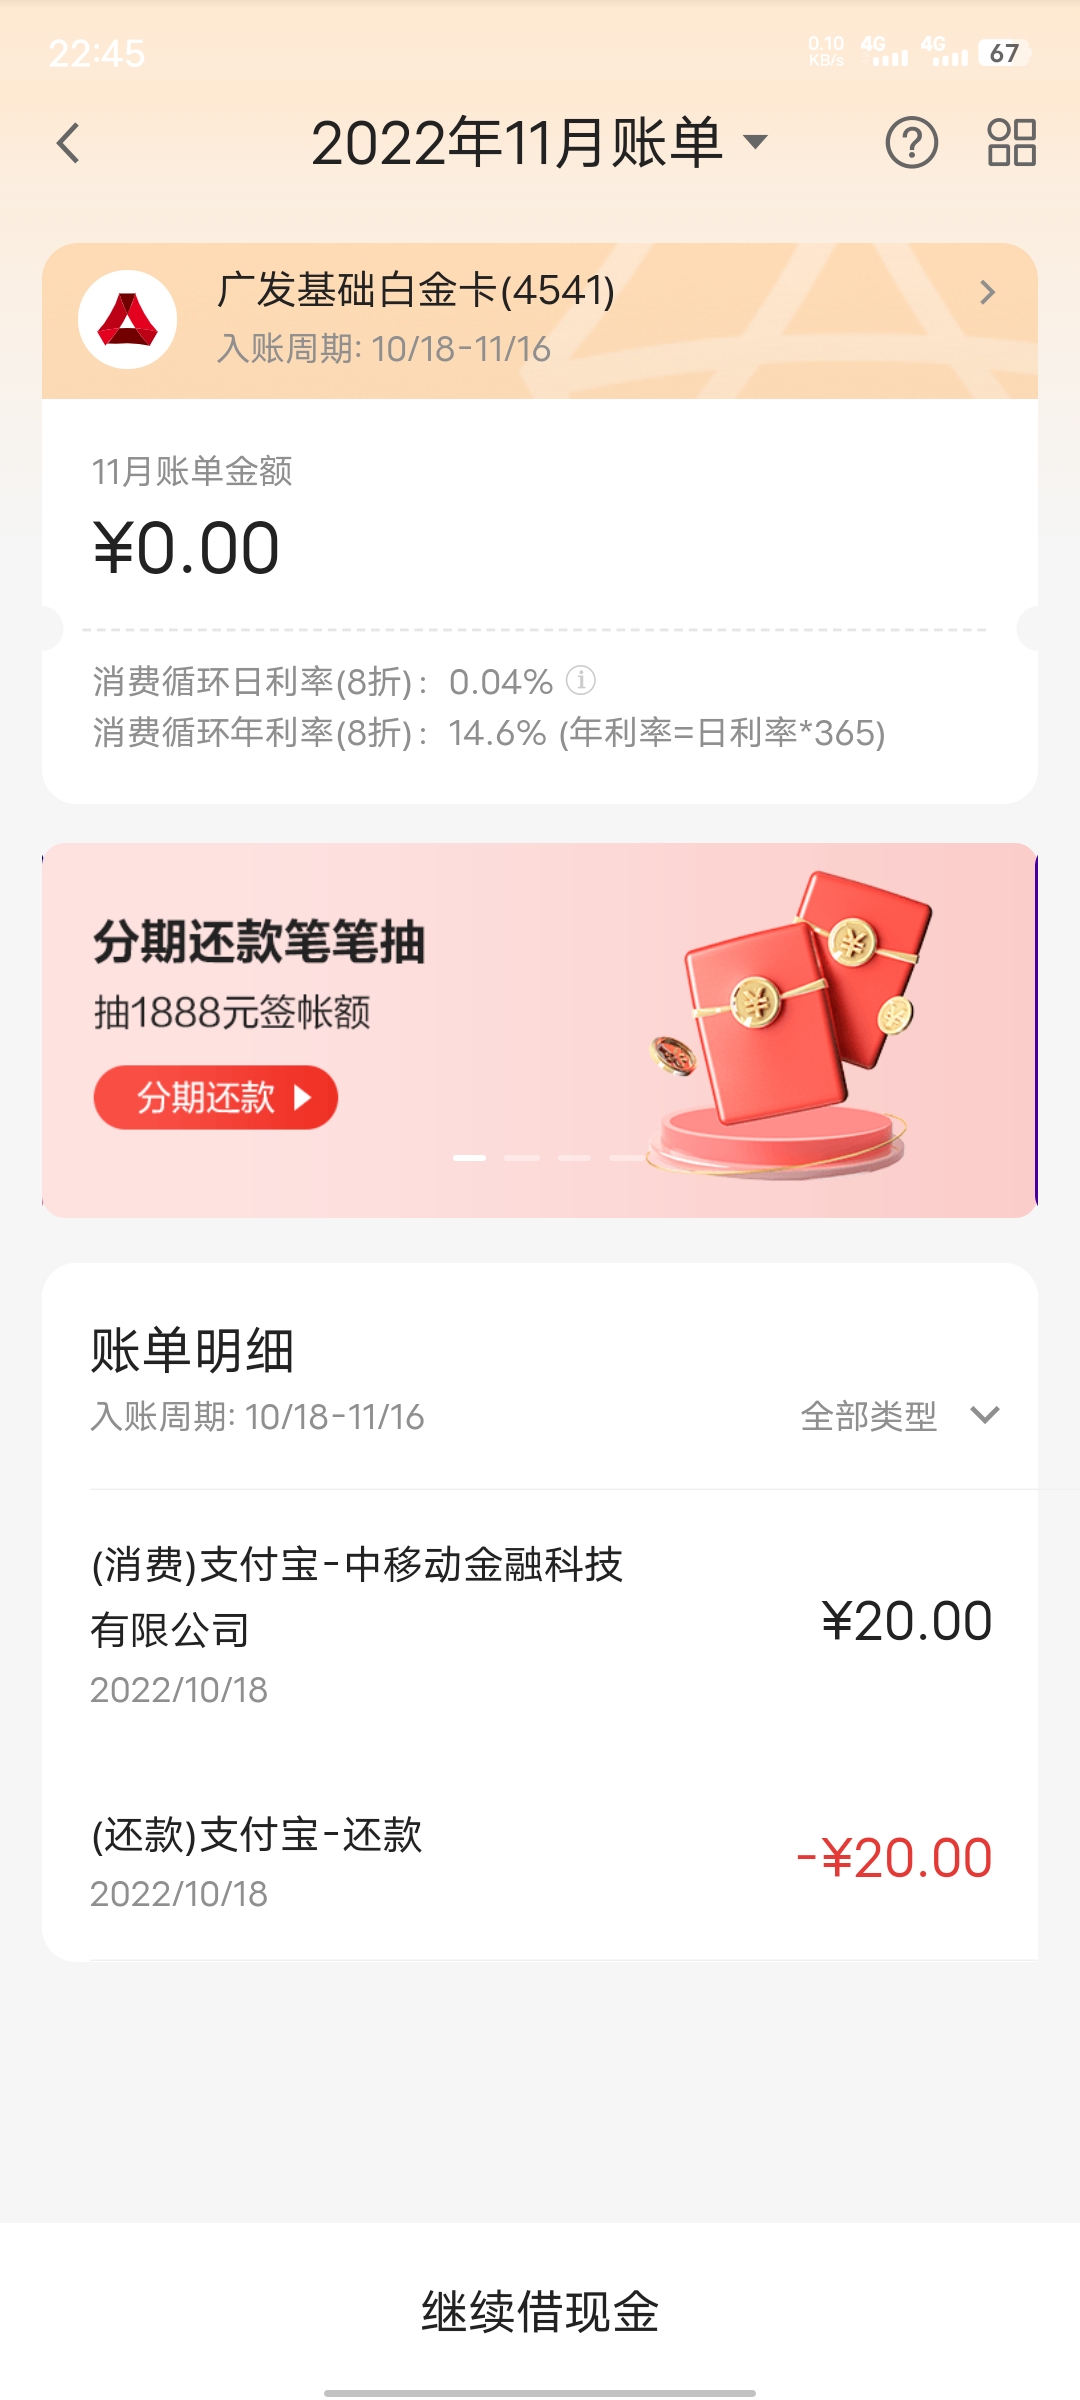 22:45
0.10 KB/s 4G 4G 67
2022年11月账单
广发基础白金卡(4541)
入账周期: 10/18-11/16
11月账单金额
¥0.00
消费循环日利率(8折)： 0.04%
消费循环年利率(8折)： 14.6% (年利率=日利率*365)
分期还款笔笔抽
抽1888元签帐额
分期还款
账单明细
入账周期: 10/18-11/16
全部类型
(消费)支付宝-中移动金融科技
有限公司
¥20.00
2022/10/18
(还款)支付宝-还款
-¥20.00
2022/10/18
继续借现金